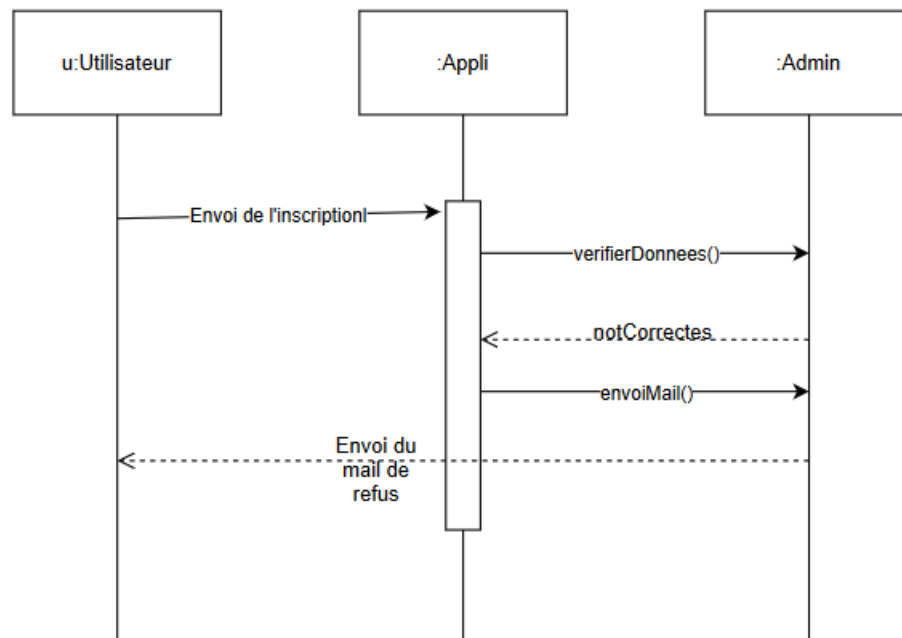 u:Utilisateur
:Appli
:Admin
Envoi de l'inscriptionl
verifierDonnees()
notCorrectes
envoiMail()
Envoi du
mail de
refus